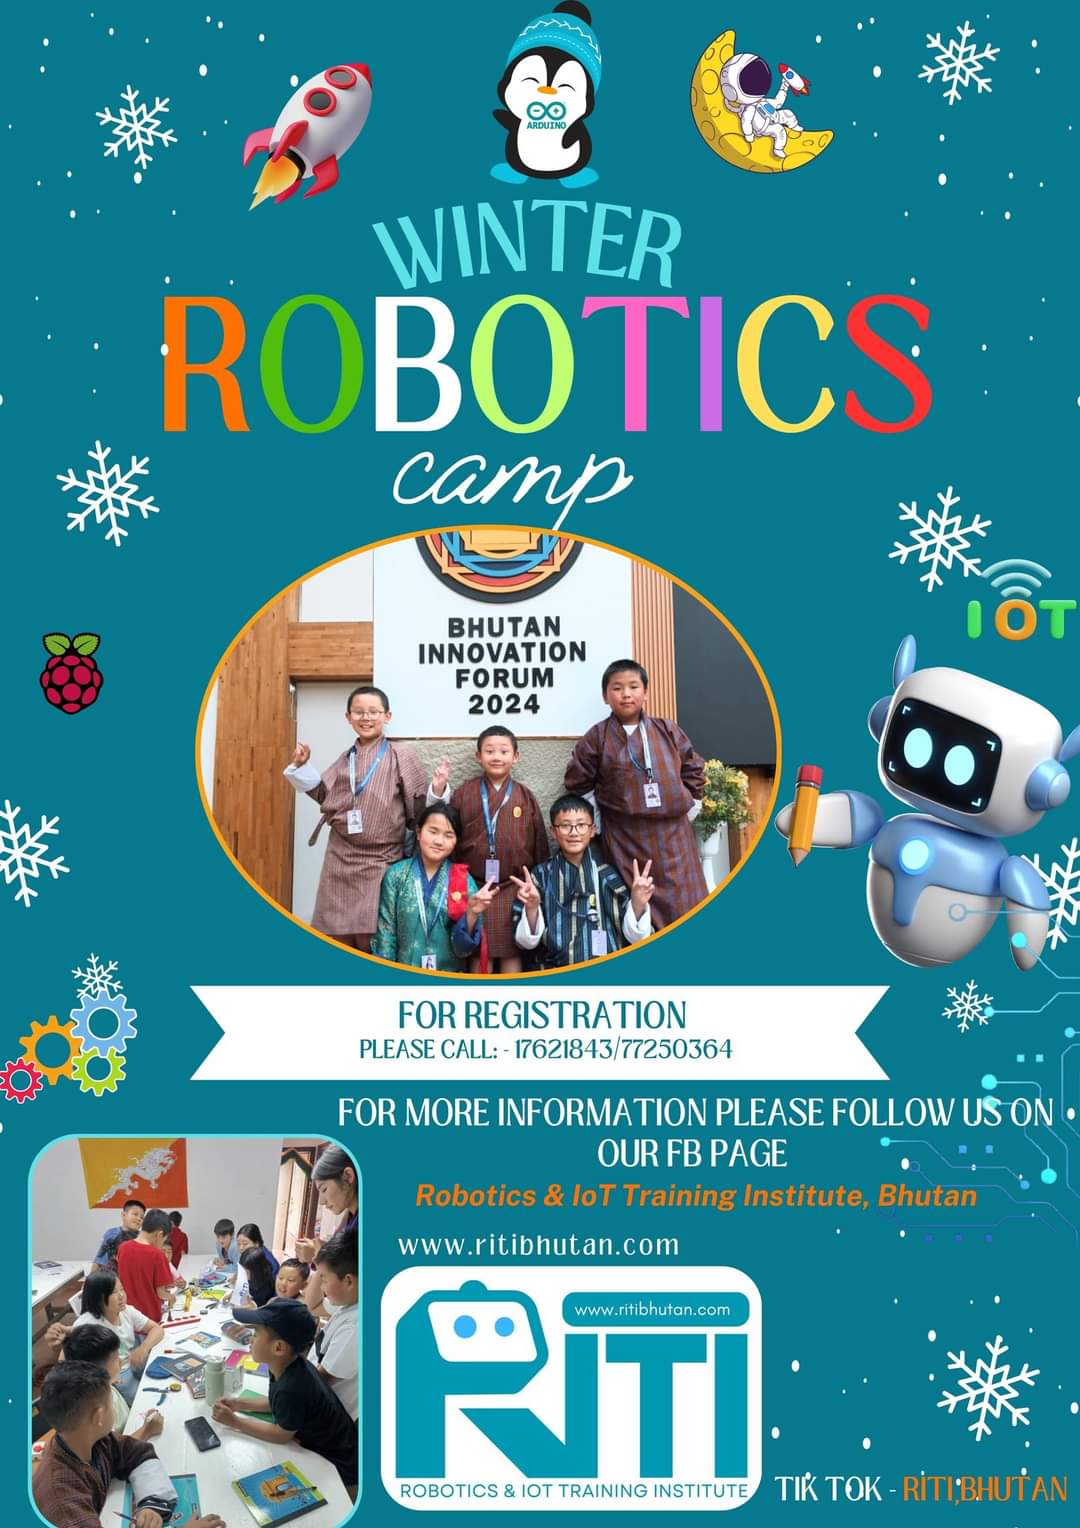 ARDUINO
WINTER
ROBOTICS
camp
BHUTAN
INNOVATION
FORUM
2024
IOT
FOR REGISTRATION
PLEASE CALL: - 17621843/77250364
FOR MORE INFORMATION PLEASE FOLLOW US ON
OUR FB PAGE
Robotics & IoT Training Institute, Bhutan
www.ritibhutan.com
www.ritibhutan.com
RITI
ROBOTICS & IOT TRAINING INSTITUTE
TIK TOK - RITI,BHUTAN